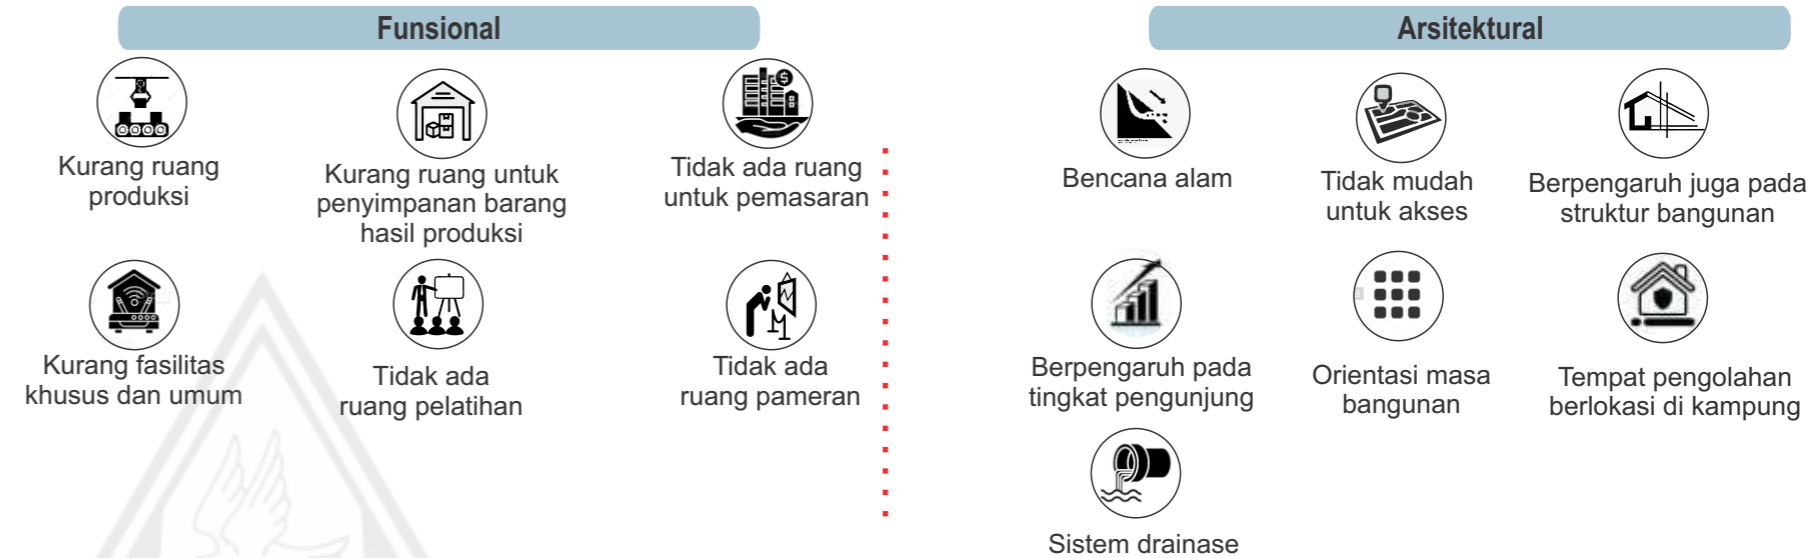 Funsional
Kurang ruang
produksi
Kurang ruang untuk
penyimpanan barang
hasil produksi
Tidak ada ruang
untuk pemasaran
Kurang fasilitas
khusus dan umum
Tidak ada
ruang pelatihan
Tidak ada
ruang pameran
Arsitektural
Bencana alam
Tidak mudah
untuk akses
Berpengaruh juga pada
struktur bangunan
Berpengaruh pada
tingkat pengunjung
Orientasi masa
bangunan
Tempat pengolahan
berlokasi di kampung
Sistem drainase